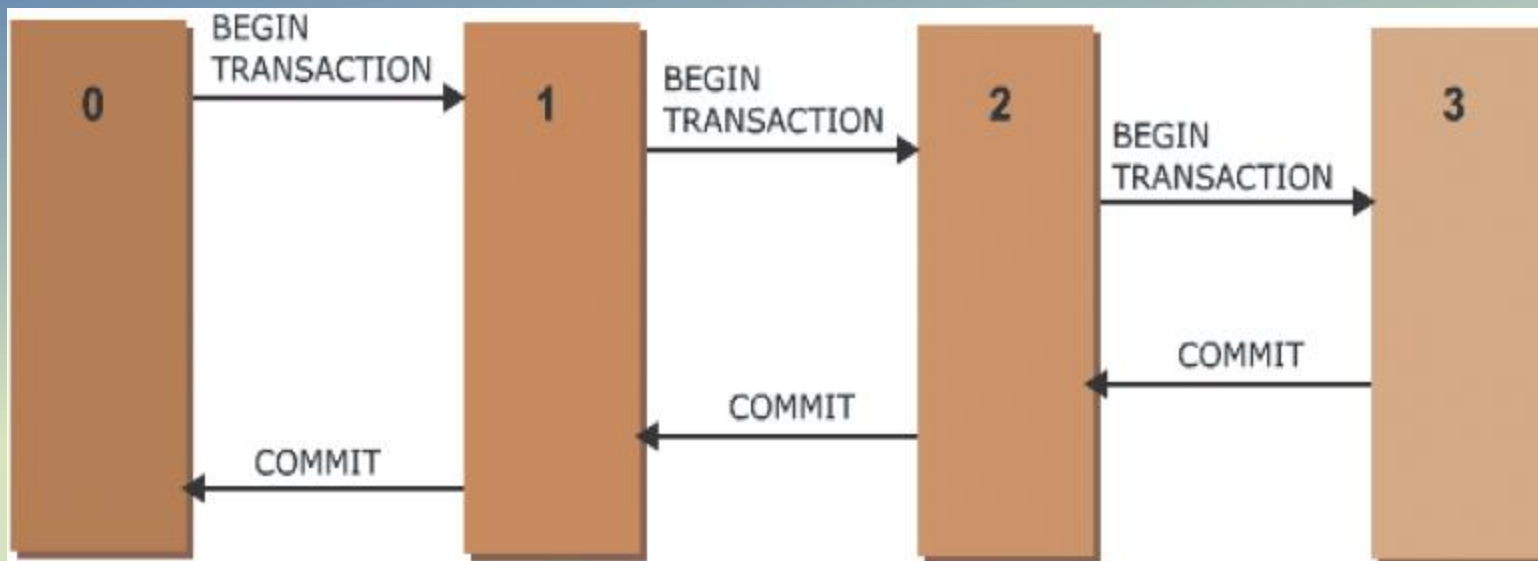 0
BEGIN
TRANSACTION
1
BEGIN
TRANSACTION
2
BEGIN
TRANSACTION
3
COMMIT
COMMIT
COMMIT